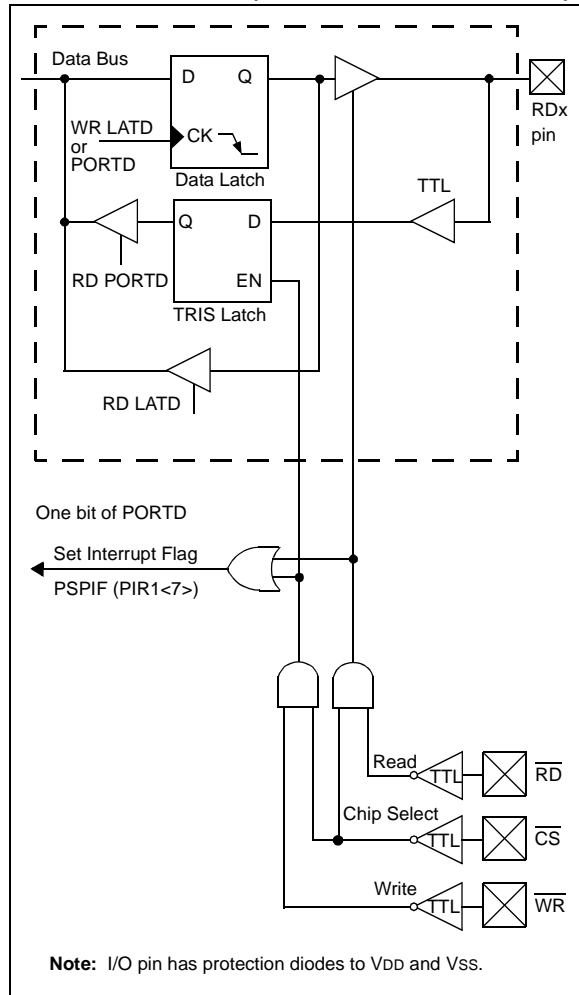 Data Bus
D Q
RDx
pin
WR LATD
or
PORTD
CK
Data Latch
TTL
Q D
RD PORTD
EN
TRIS Latch
RD LATD
One bit of PORTD
Set Interrupt Flag
PSPIF (PIR1<7>)
Read
TTL
RD
Chip Select
TTL
CS
Write
TTL
WR
Note: I/O pin has protection diodes to VDD and VSS.